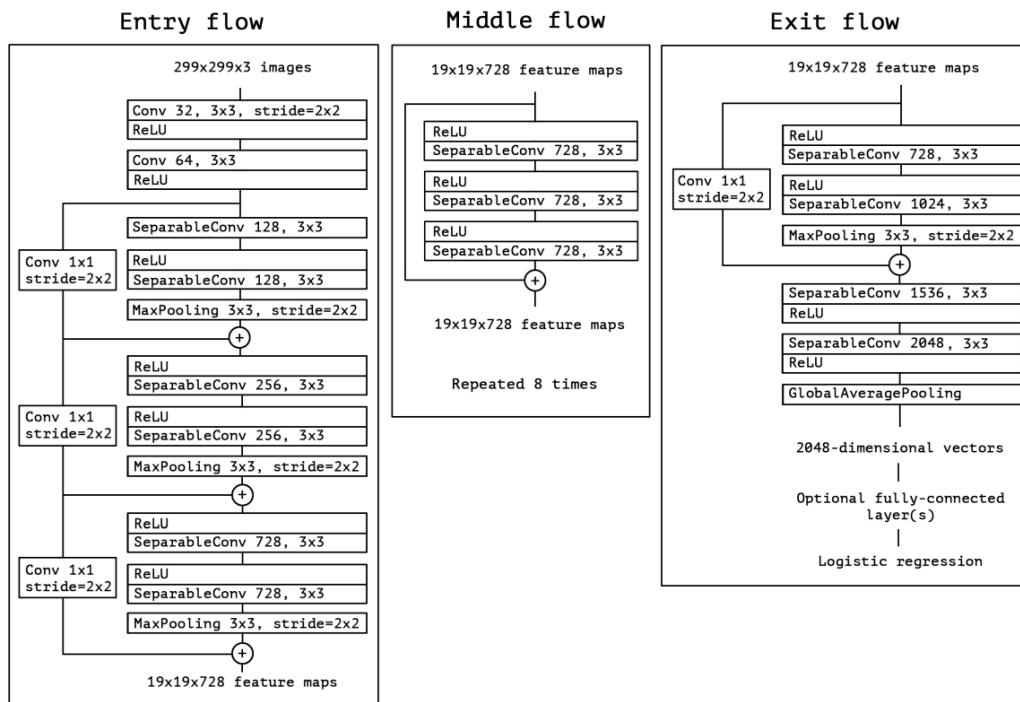 Entry flow
299x299x3 images
Conv 32, 3x3, stride=2x2
ReLU
Conv 64, 3x3
ReLU
SeparableConv 128, 3x3
Conv 1x1
stride=2x2
ReLU
SeparableConv 128, 3x3
MaxPooling 3x3, stride=2x2
+
ReLU
SeparableConv 256, 3x3
Conv 1x1
stride=2x2
ReLU
SeparableConv 256, 3x3
MaxPooling 3x3, stride=2x2
+
ReLU
SeparableConv 728, 3x3
Conv 1x1
stride=2x2
ReLU
SeparableConv 728, 3x3
MaxPooling 3x3, stride=2x2
+
19x19x728 feature maps
Middle flow
19x19x728 feature maps
ReLU
SeparableConv 728, 3x3
ReLU
SeparableConv 728, 3x3
ReLU
SeparableConv 728, 3x3
+
19x19x728 feature maps
Repeated 8 times
Exit flow
19x19x728 feature maps
ReLU
SeparableConv 728, 3x3
Conv 1x1
stride=2x2
ReLU
SeparableConv 1024, 3x3
MaxPooling 3x3, stride=2x2
+
SeparableConv 1536, 3x3
ReLU
SeparableConv 2048, 3x3
ReLU
GlobalAveragePooling
2048-dimensional vectors
Optional fully-connected
layer(s)
Logistic regression